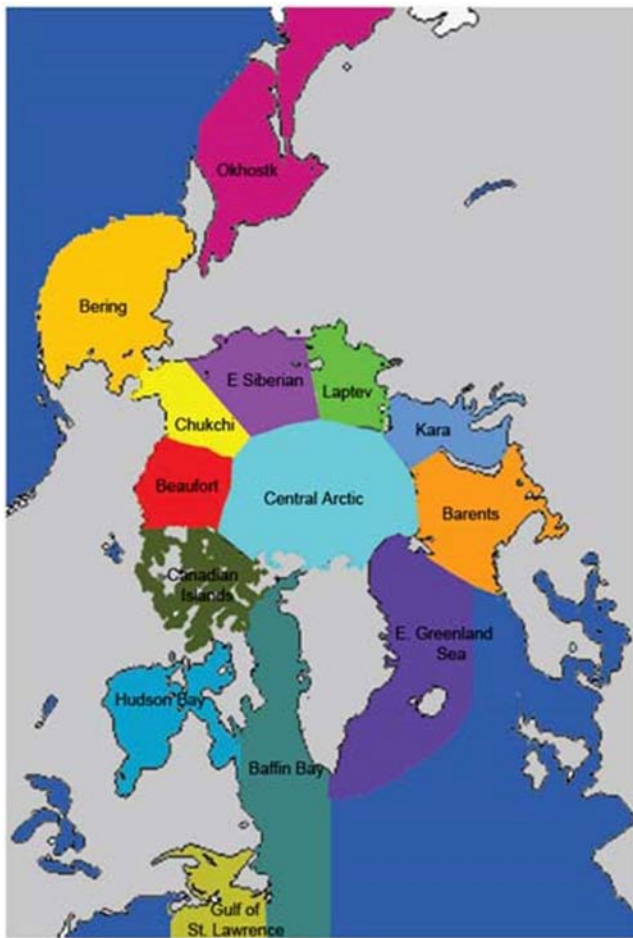 Okhostk
Bering
E Siberian
Laptev
Chukchi
Kara
Beaufort
Central Arctic
Barents
Canadian
Islands
E. Greenland
Sea
Hudson Bay
Baffin Bay
Gulf of
St. Lawrence